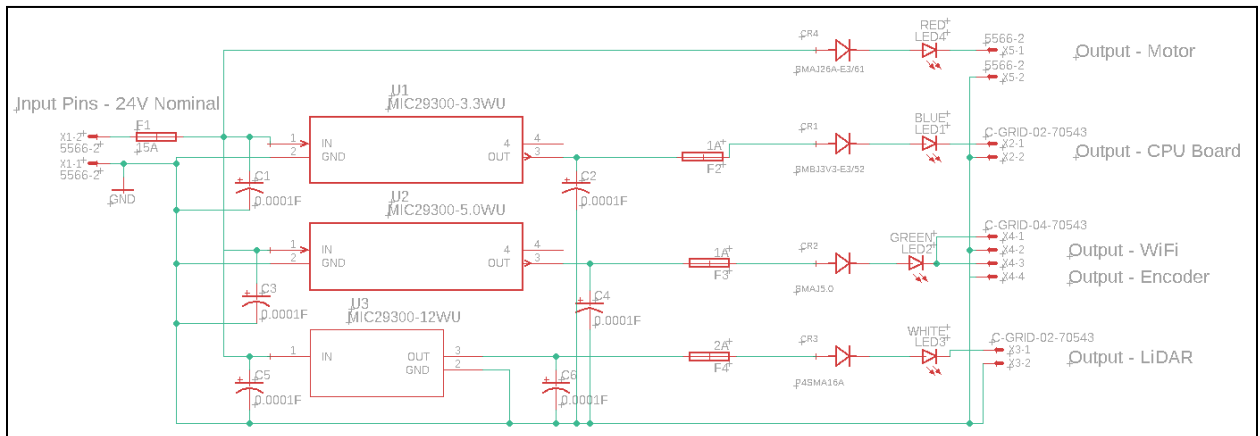 RED
LED4
CR4
SMAJ26A-E3/61
5566-2
X5-1
5566-2
X5-2
Output - Motor
Input Pins - 24V Nominal
X1-2
5566-2
X1-1
5566-2
F1
15A
GND
U1
MIC29300-3.3WU
1
IN
2
GND
4
4
OUT
3
C1
0.0001F
C2
0.0001F
1A
F2
CR1
SMBJ3V3-E3/52
BLUE
LED1
C-GRID-02-70543
X2-1
X2-2
Output - CPU Board
U2
MIC29300-5.0WU
1
IN
2
GND
4
4
OUT
3
C3
0.0001F
C4
0.0001F
1A
F3
CR2
SMAJ5.0
GREEN
LED2
C-GRID-04-70543
X4-1
X4-2
X4-3
X4-4
Output - WiFi
Output - Encoder
U3
MIC29300-12WU
1
IN
OUT
3
GND
2
C5
0.0001F
C6
0.0001F
2A
F4
CR3
P4SMA16A
WHITE
LED3
C-GRID-02-70543
X3-1
X3-2
Output - LiDAR